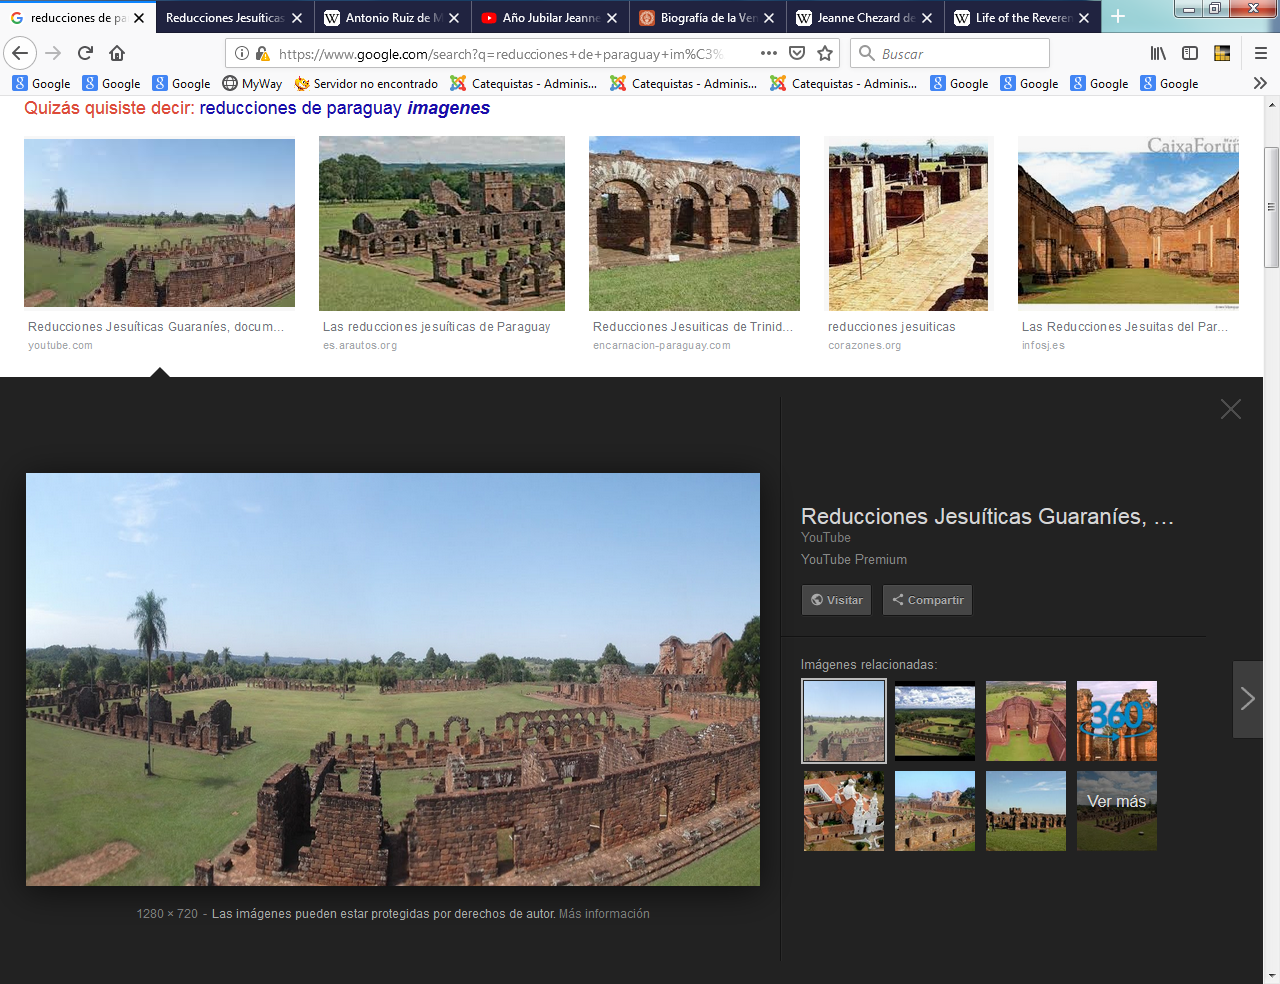 reducciones de pa
Reducciones Jesuíticas
Antonio Ruiz de M
Año Jubilar Jeanne
Biografía de la Ven
Jeanne Chezard de
Life of the Reveren
https://www.google.com/search?q=reducciones+de+paraguay+im%C3%
Buscar
Google
Google
Google
MyWay
Servidor no encontrado
Catequistas - Adminis...
Catequistas - Adminis...
Catequistas - Adminis...
Google
Google
Google
Google
Quizás quisiste decir: reducciones de paraguay imagenes
CaixaForum
Reducciones Jesuíticas Guaraníes, docum...
youtube.com
Las reducciones jesuíticas de Paraguay
es.arautos.org
Reducciones Jesuiticas de Trinid...
encarnacion-paraguay.com
reducciones jesuiticas
corazones.org
Las Reducciones Jesuitas del Par...
infosj.es
Reducciones Jesuíticas Guaraníes, ...
YouTube
YouTube Premium
Visitar
Compartir
Imágenes relacionadas:
360°
Ver más
1280 × 720 - Las imágenes pueden estar protegidas por derechos de autor. Más información